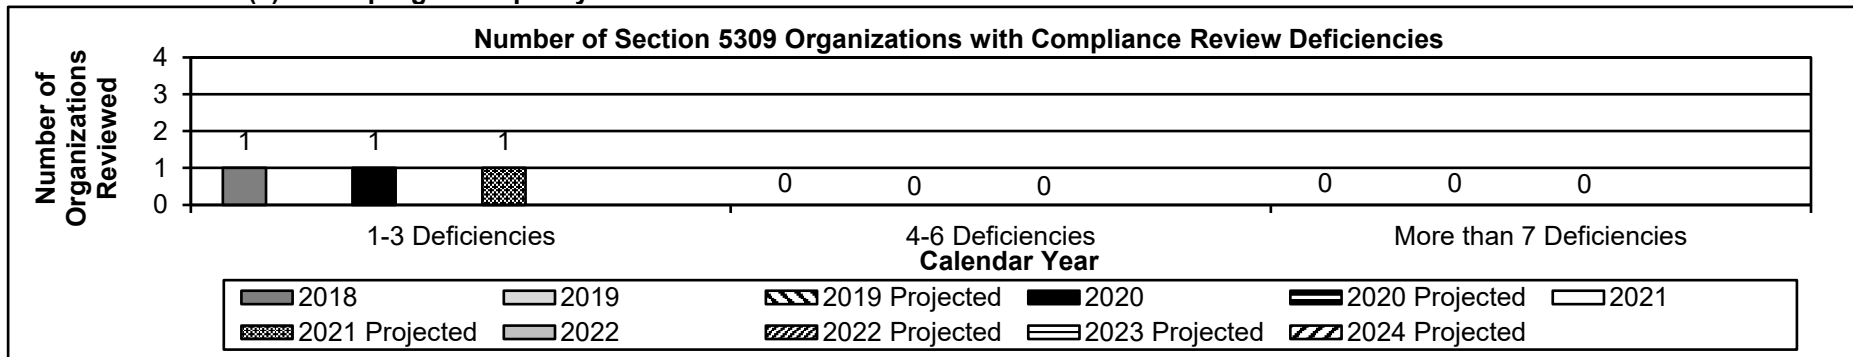 Number of Section 5309 Organizations with Compliance Review Deficiencies
Number of
Organizations
Reviewed
4
3
2
1
0
1 1 1
0 0 0
0 0 0
1-3 Deficiencies 4-6 Deficiencies More than 7 Deficiencies
Calendar Year
2018 2019 2019 Projected 2020 2020 Projected 2021
2021 Projected 2022 2022 Projected 2023 Projected 2024 Projected